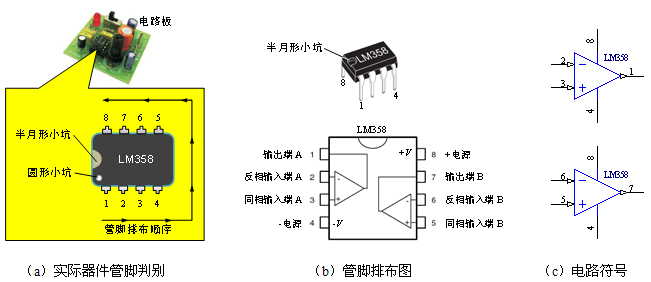 电路板
8 7 6 5
半月形小坑
LM358
圆形小坑
1 2 3 4
管脚排布顺序
(a) 实际器件管脚判别
半月形小坑
LM358
8
1
4
LM358
输出端A 1
反相输入端A 2
同相输入端A 3
-电源 4
+V
-V
8 +电源
7 输出端B
6 反相输入端B
5 同相输入端B
- +
- +
(b) 管脚排布图
8
LM358
2 -
3 +
1
4
8
LM358
6 -
5 +
7
4
(c) 电路符号